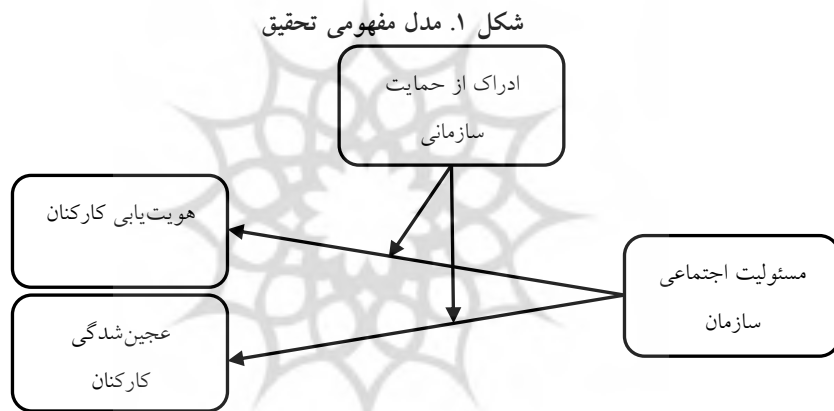 شکل ۱. مدل مفهومی تحقیق
ادراک از حمایت
سازمانی
هویت‌یابی کارکنان
مسئولیت اجتماعی
سازمان
عجین‌شدگی
کارکنان